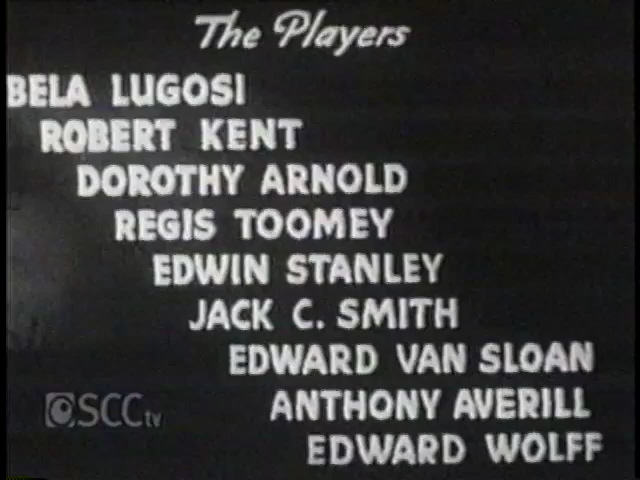 The Players
BELA LUGOSI
ROBERT KENT
DOROTHY ARNOLD
REGIS TOOMEY
EDWIN STANLEY
JACK C. SMITH
EDWARD VAN SLOAN
ANTHONY AVERILL
EDWARD WOLFF
SCCtv